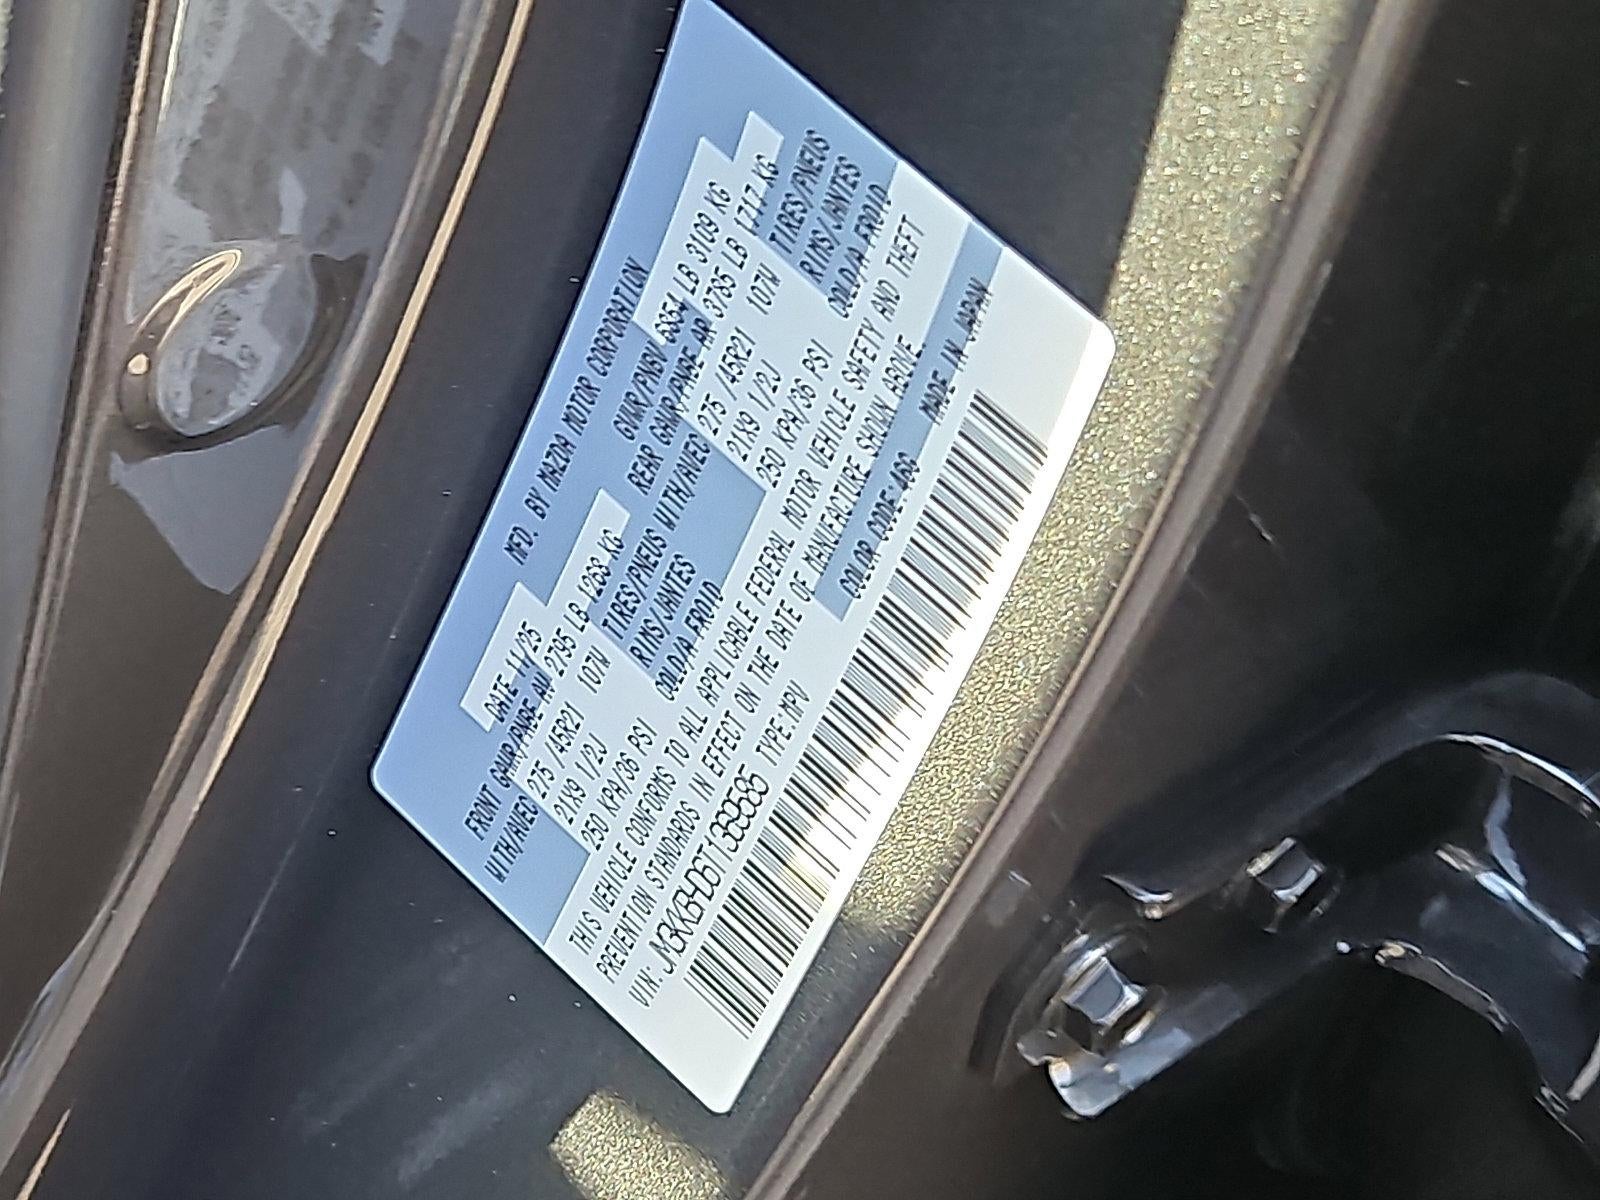 MFD. BY MAZDA MOTOR CORPORATION
DATE 11/25 GVWR/PNBV 6854 LB 3109 KG
FRONT GAWR/PNBE AV 2795 LB 1268 KG REAR GAWR/PNBE AR 3785 LB 1717 KG
WITH/AVEC 275 /45R21 107W TIRES/PNEUS WITH/AVEC 275 /45R21 107W TIRES/PNEUS
21X9 1/2J RIMS/JANTES 21X9 1/2J RIMS/JANTES
250 KPA/36 PSI COLD/A FROID 250 KPA/36 PSI COLD/A FROID
THIS VEHICLE CONFORMS TO ALL APPLICABLE FEDERAL MOTOR VEHICLE SAFETY AND THEFT
PREVENTION STANDARDS IN EFFECT ON THE DATE OF MANUFACTURE SHOWN ABOVE.
VIN: TYPE:MPV COLOR CODE:46G MADE IN JAPAN